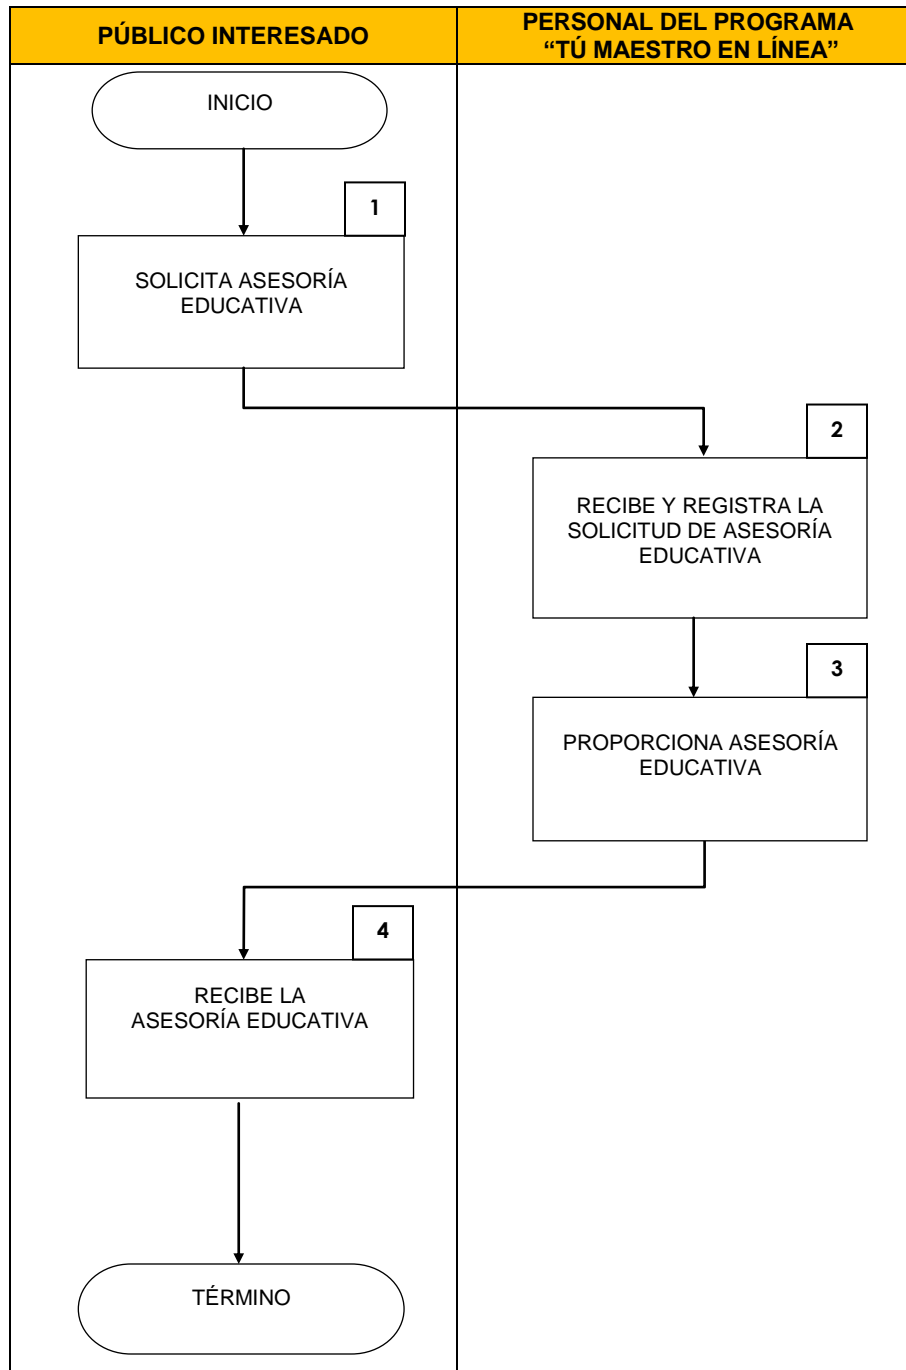 PÚBLICO INTERESADO
PERSONAL DEL PROGRAMA
“TÚ MAESTRO EN LÍNEA”
INICIO
1
SOLICITA ASESORÍA
EDUCATIVA
2
RECIBE Y REGISTRA LA
SOLICITUD DE ASESORÍA
EDUCATIVA
3
PROPORCIONA ASESORÍA
EDUCATIVA
4
RECIBE LA
ASESORÍA EDUCATIVA
TÉRMINO